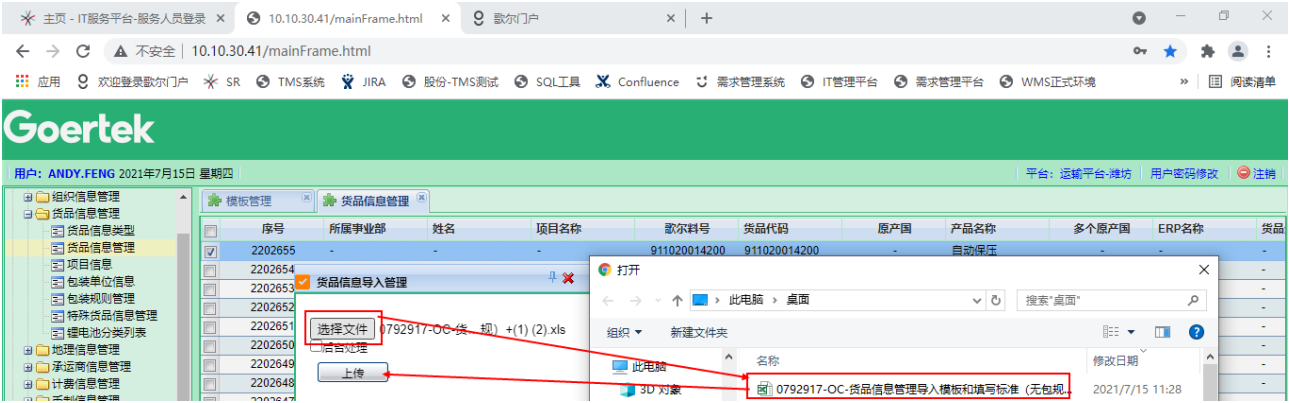 主页 - IT服务平台-服务人员登录
10.10.30.41/mainFrame.html
歌尔门户
不安全
10.10.30.41/mainFrame.html
应用 欢迎登录歌尔门户 SR TMS系统 JIRA 股份-TMS测试 SQL工具 Confluence 需求管理系统 IT管理平台 需求管理平台 WMS正式环境 » 阅读清单
Goertek
用户: ANDY.FENG 2021年7月15日 星期四
平台: 运输平台-潍坊 用户密码修改 注销
组织信息管理
货品信息管理
货品信息类型
货品信息管理
项目信息
包装单位信息
包装规则管理
特殊货品信息管理
锂电池分类列表
地理信息管理
承运商信息管理
计费信息管理
模板管理 货品信息管理
序号 所属事业部 姓名 项目名称 歌尔料号 货品代码 原产国 产品名称 多个原产国 ERP名称 货品
2202655 - - - 911020014200 911020014200 - 自动保压 - - -
2202654
2202653
2202652
2202651
2202650
2202649
2202648
2202647
货品信息导入管理
选择文件 0792917-OC-货...规）+(1) (2).xls
后台处理
上传
打开
此电脑 › 桌面
搜索"桌面"
组织 新建文件夹
此电脑
3D 对象
名称 修改日期
0792917-OC-货品信息管理导入模板和填写标准（无包规... 2021/7/15 11:28